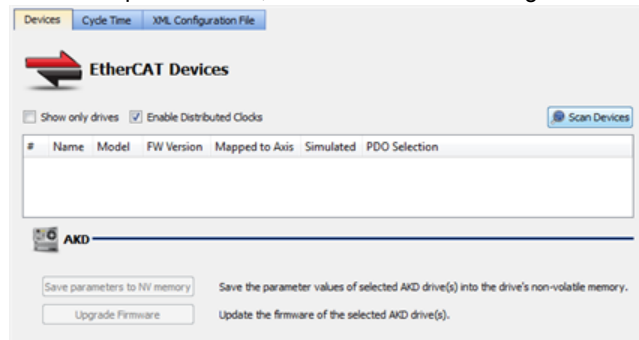 Devices Cycle Time XML Configuration File
EtherCAT Devices
Show only drives Enable Distributed Clocks Scan Devices
# Name Model FW Version Mapped to Axis Simulated PDO Selection
AKD
Save parameters to NV memory Save the parameter values of selected AKD drive(s) into the drive's non-volatile memory.
Upgrade Firmware Update the firmware of the selected AKD drive(s).